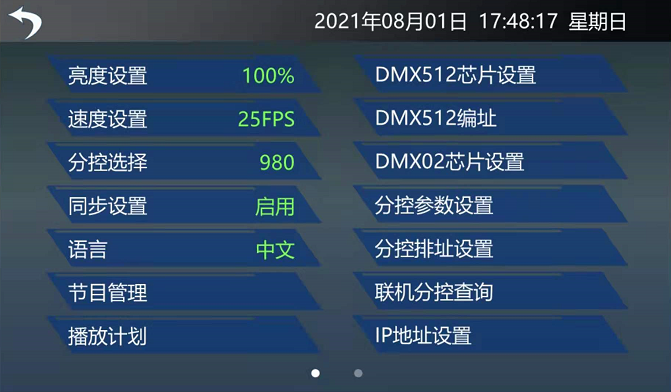 2021年08月01日 17:48:17 星期日
亮度设置 100%
速度设置 25FPS
分控选择 980
同步设置 启用
语言 中文
节目管理
播放计划
DMX512芯片设置
DMX512编址
DMX02芯片设置
分控参数设置
分控排址设置
联机分控查询
IP地址设置